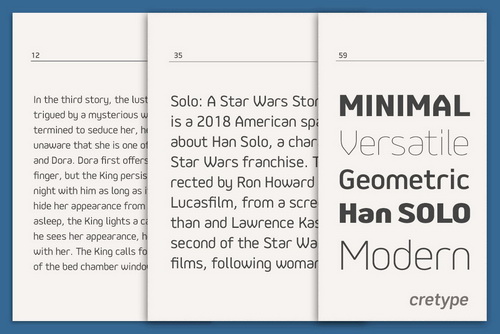 12
In the third story, the lust
trigued by a mysterious w
termined to seduce her, he
unaware that she is one of
and Dora. Dora first offers
finger, but the King persis
night with him as long as i
hide her appearance from
asleep, the King lights a ca
he sees her appearance, h
with her. The King calls fo
of the bed chamber window
35
Solo: A Star Wars Stor
is a 2018 American spa
about Han Solo, a char
Star Wars franchise. T
rected by Ron Howard
Lucasfilm, from a scre
than and Lawrence Kas
second of the Star Wa
films, following woman
59
MINIMAL
Versatile
Geometric
Han SOLO
Modern
cretype